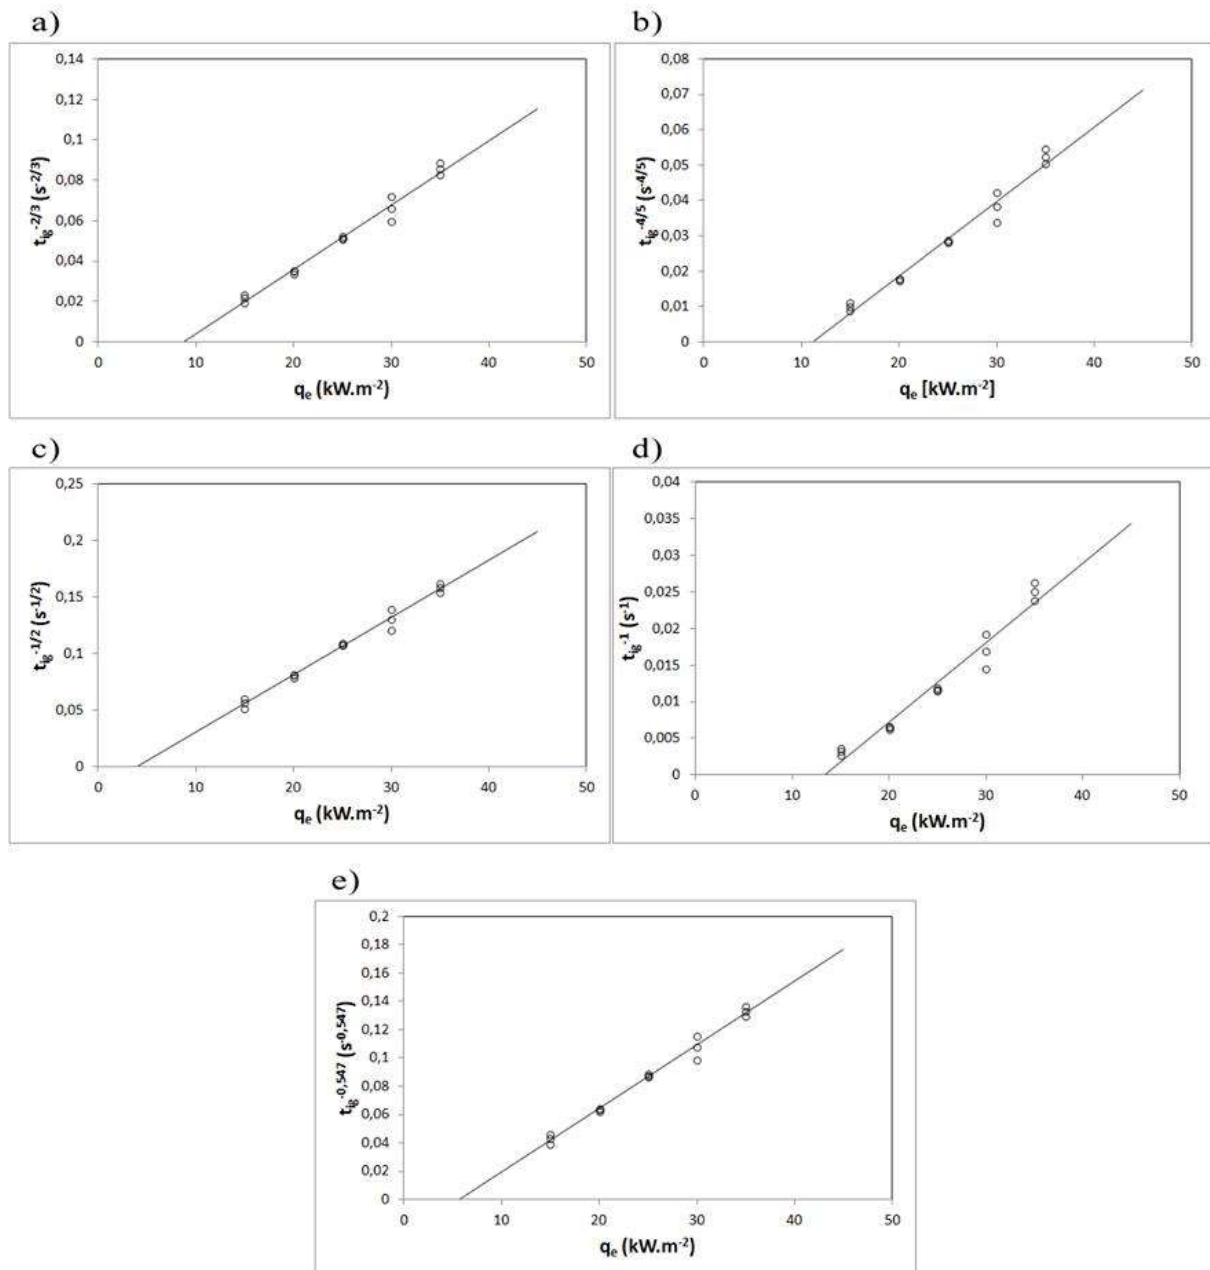 a)
0,14
0,12
0,1
0,08
0,06
0,04
0,02
0
t_ig^-2/3 (s^-2/3)
0 10 20 30 40 50
q_e (kW.m^-2)
b)
0,08
0,07
0,06
0,05
0,04
0,03
0,02
0,01
0
t_ig^-4/5 (s^-4/5)
0 10 20 30 40 50
q_e [kW.m^-2]
c)
0,25
0,2
0,15
0,1
0,05
0
t_ig^-1/2 (s^-1/2)
0 10 20 30 40 50
q_e (kW.m^-2)
d)
0,04
0,035
0,03
0,025
0,02
0,015
0,01
0,005
0
t_ig^-1 (s^-1)
0 10 20 30 40 50
q_e (kW.m^-2)
e)
0,2
0,18
0,16
0,14
0,12
0,1
0,08
0,06
0,04
0,02
0
t_ig^-0,547 (s^-0,547)
0 10 20 30 40 50
q_e (kW.m^-2)